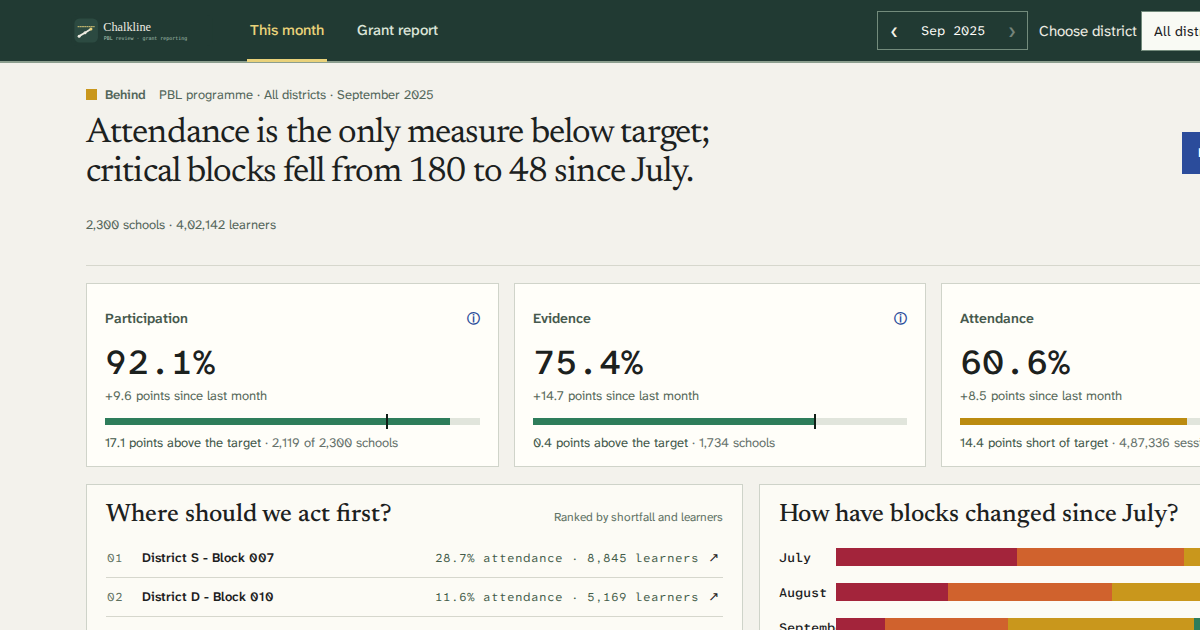 Chalkline
PBL review · grant reporting
This month
Grant report
‹ Sep 2025 ›
Choose district
All dist
Behind PBL programme · All districts · September 2025
Attendance is the only measure below target;
critical blocks fell from 180 to 48 since July.
2,300 schools · 4,02,142 learners
Participation ⓘ
92.1%
+9.6 points since last month
17.1 points above the target · 2,119 of 2,300 schools
Evidence ⓘ
75.4%
+14.7 points since last month
0.4 points above the target · 1,734 schools
Attendance
60.6%
+8.5 points since last month
14.4 points short of target · 4,87,336 sess
Where should we act first?
Ranked by shortfall and learners
01 District S - Block 007 28.7% attendance · 8,845 learners ↗
02 District D - Block 010 11.6% attendance · 5,169 learners ↗
How have blocks changed since July?
July
August
Septemb